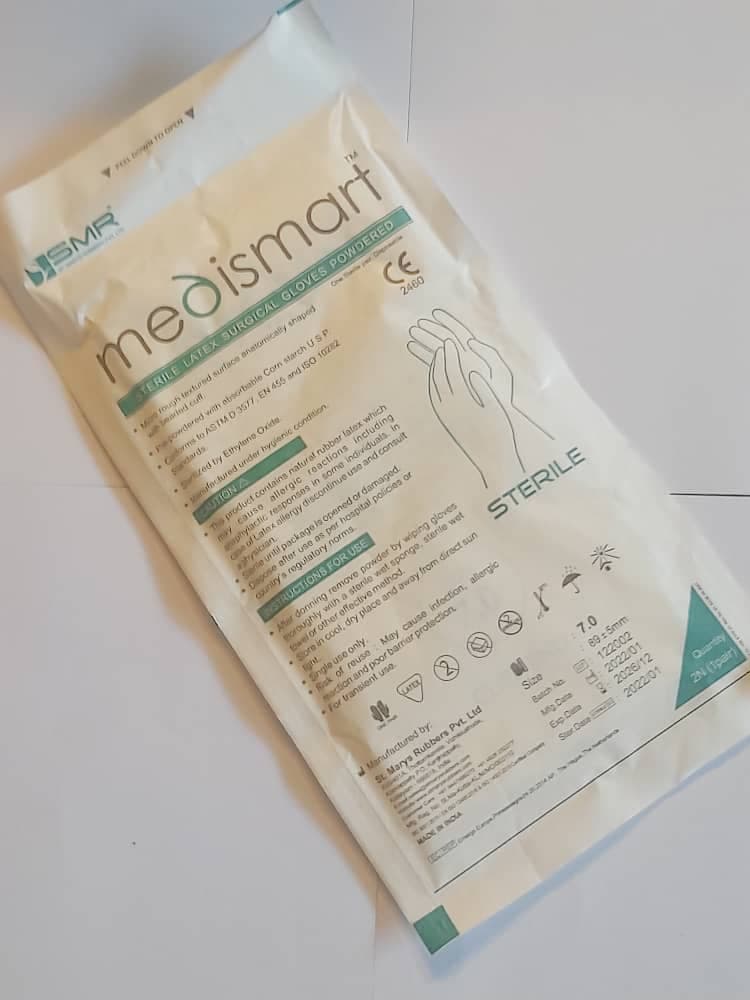 PEEL DOWN TO OPEN
SMR®
medismart™
STERILE LATEX SURGICAL GLOVES POWDERED
One Sterile pair, Disposable
CE
2460
• Micro rough textured surface anatomically shaped
with beaded cuff.
• Pre-powdered with absorbable Corn starch U S P
• Conforms to ASTM D 3577, EN 455 and ISO 10282
Standards.
• Sterilized by Ethylene Oxide.
• Manufactured under hygienic condition.
CAUTION ⚠
• This product contains natural rubber latex which
may cause allergic reactions including
anaphylactic responses in some individuals. In
case of Latex allergy discontinue use and consult
a physician.
• Sterile until package is opened or damaged.
• Dispose after use as per hospital policies or
country's regulatory norms.
STERILE
INSTRUCTIONS FOR USE
• After donning remove powder by wiping gloves
thoroughly with a sterile wet sponge, sterile wet
towel or other effective method.
• Store in cool, dry place and away from direct sun
light.
• Single use only.
• Risk of reuse : May cause infection, allergic
reaction and poor barrier protection.
• For transient use.
LATEX
2
Size : 7.0
89 ± 5mm
Batch No. : 122002
Mfg Date : 2022/01
Exp Date : 2026/12
Ster. Date : 2022/01
Quantity
2N (1pair)
Manufactured by:
St. Marys Rubbers Pvt. Ltd
MADE IN INDIA
The Hague, The Netherlands